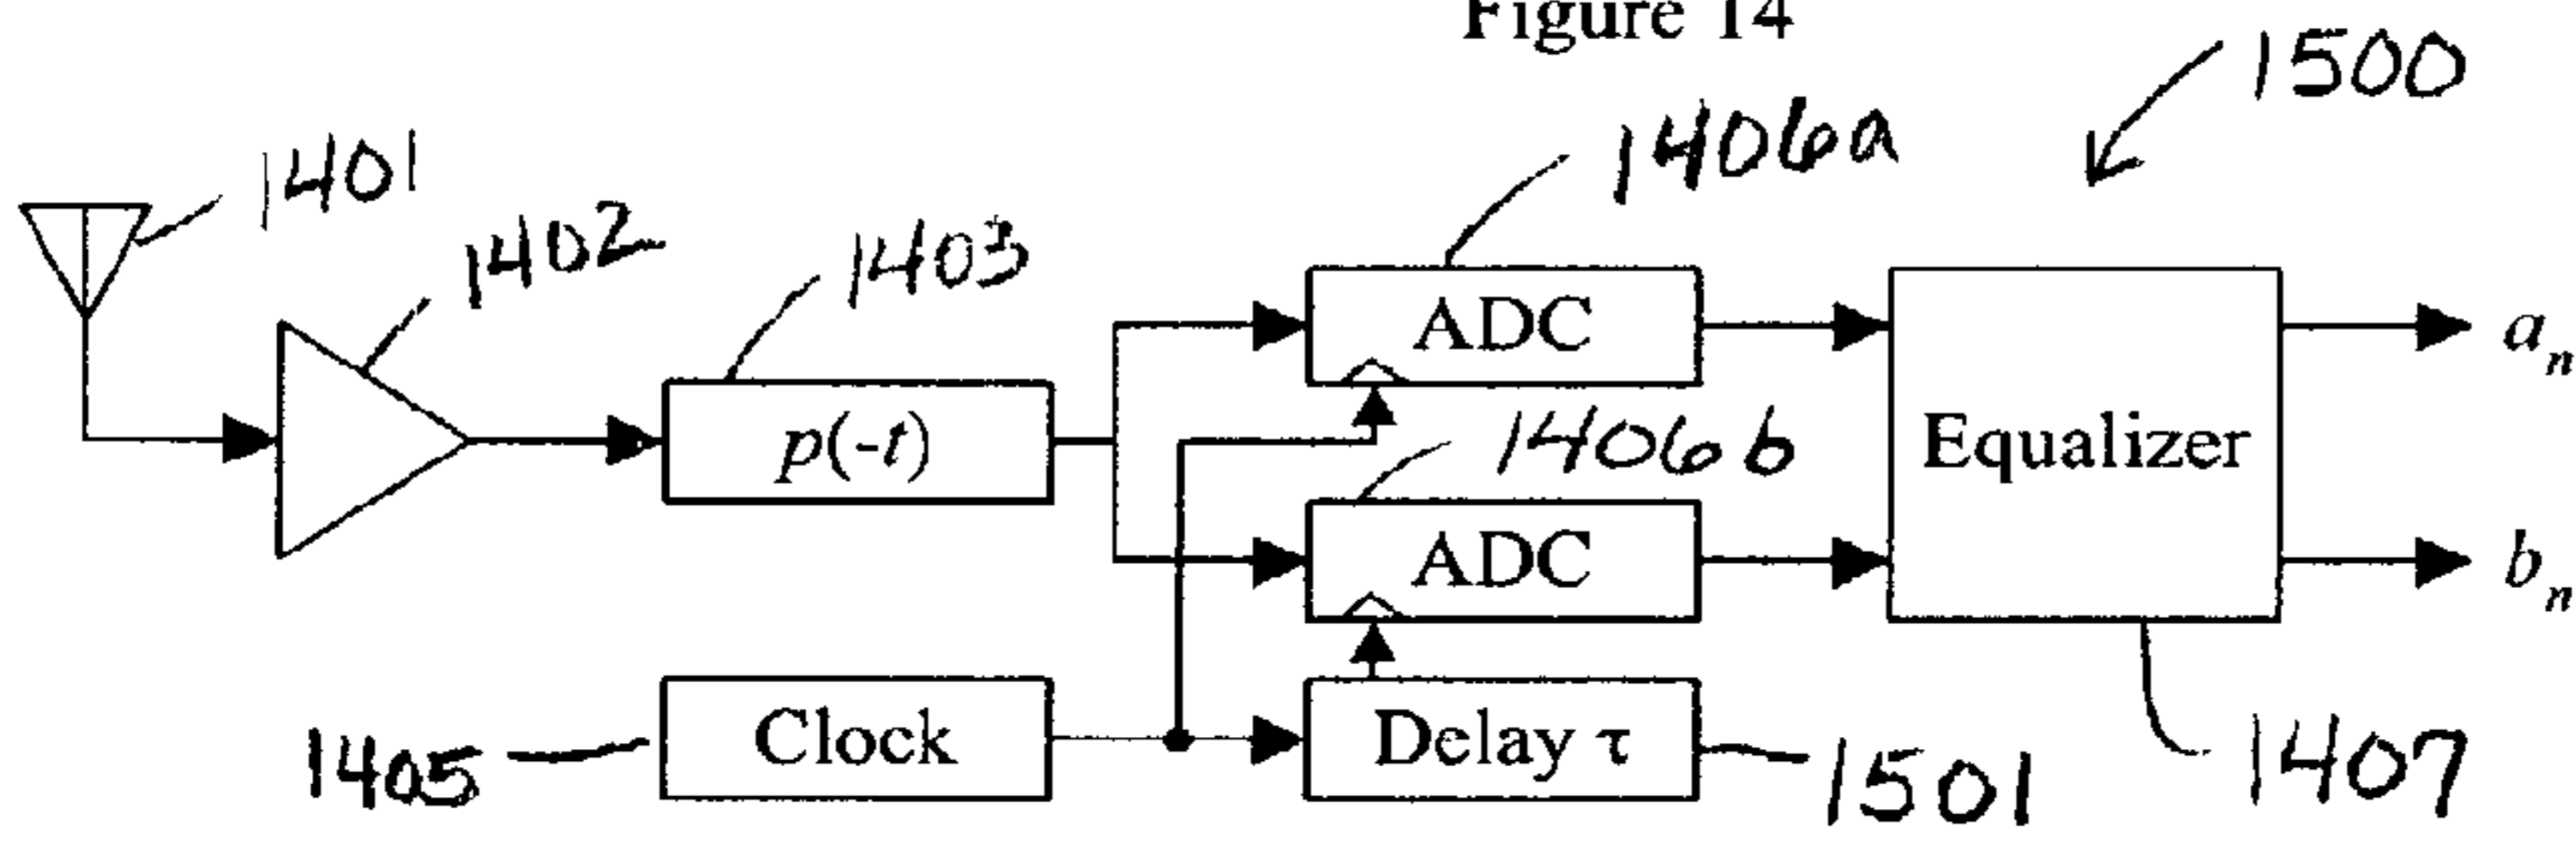 Figure 14
1500
1406a
1401
1402
1403
ADC
a_n
p(-t)
1406b
Equalizer
ADC
b_n
Clock
Delay τ
1405
1501
1407